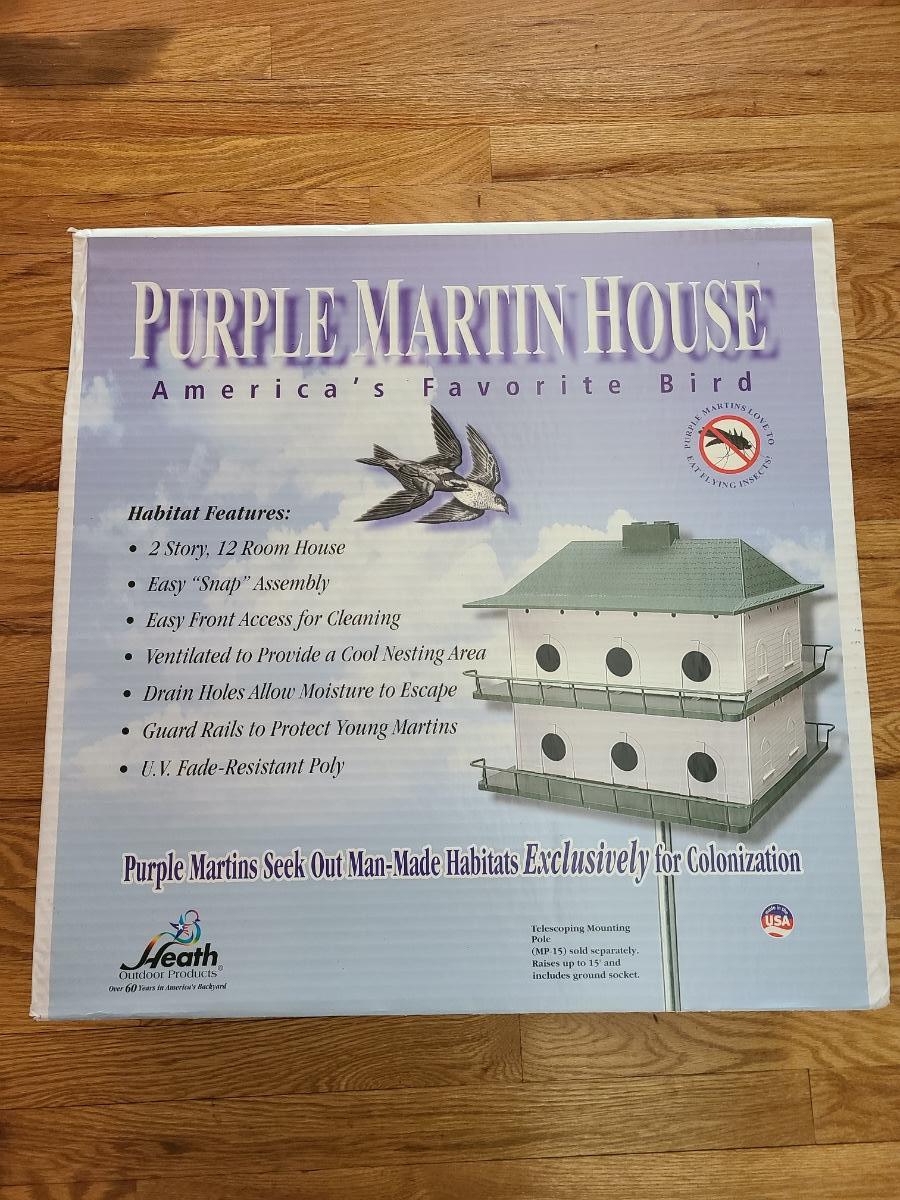 PURPLE MARTIN HOUSE
America's Favorite Bird
PURPLE MARTINS LOVE TO
EAT FLYING INSECTS!
Habitat Features:
• 2 Story, 12 Room House
• Easy "Snap" Assembly
• Easy Front Access for Cleaning
• Ventilated to Provide a Cool Nesting Area
• Drain Holes Allow Moisture to Escape
• Guard Rails to Protect Young Martins
• U.V. Fade-Resistant Poly
Purple Martins Seek Out Man-Made Habitats Exclusively for Colonization
Heath
Outdoor Products®
Over 60 Years in America's Backyard
Telescoping Mounting
Pole
(MP-15) sold separately.
Raises up to 15' and
includes ground socket.
Made in the
USA